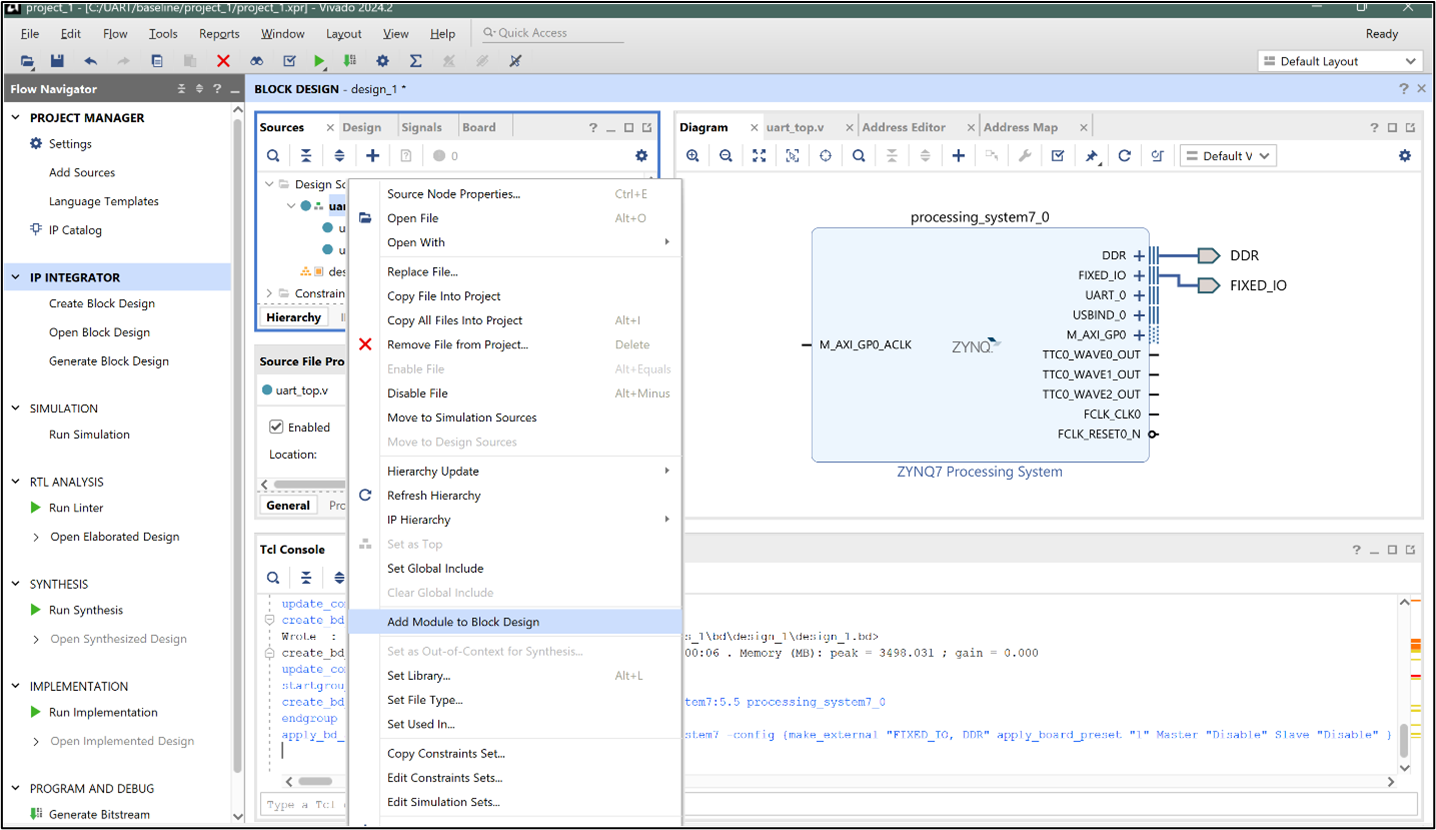 project_1 - [C:/UART/baseline/project_1/project_1.xpr] - Vivado 2024.2
File Edit Flow Tools Reports Window Layout View Help Quick Access Ready
Default Layout
Flow Navigator
PROJECT MANAGER
Settings
Add Sources
Language Templates
IP Catalog
IP INTEGRATOR
Create Block Design
Open Block Design
Generate Block Design
SIMULATION
Run Simulation
RTL ANALYSIS
Run Linter
Open Elaborated Design
SYNTHESIS
Run Synthesis
Open Synthesized Design
IMPLEMENTATION
Run Implementation
Open Implemented Design
PROGRAM AND DEBUG
Generate Bitstream
BLOCK DESIGN - design_1 *
Sources Design Signals Board
0
Design So
uar
u
u
des
Constrain
Hierarchy
Source File Pro
uart_top.v
Enabled
Location:
General Pro
Source Node Properties... Ctrl+E
Open File Alt+O
Open With
Replace File...
Copy File Into Project
Copy All Files Into Project Alt+I
Remove File from Project... Delete
Enable File Alt+Equals
Disable File Alt+Minus
Move to Simulation Sources
Move to Design Sources
Hierarchy Update
Refresh Hierarchy
IP Hierarchy
Set as Top
Set Global Include
Clear Global Include
Add Module to Block Design
Set as Out-of-Context for Synthesis...
Set Library... Alt+L
Set File Type...
Set Used In...
Copy Constraints Set...
Edit Constraints Sets...
Edit Simulation Sets...
Diagram uart_top.v Address Editor Address Map
Default V
processing_system7_0
M_AXI_GP0_ACLK
ZYNQ
DDR
FIXED_IO
UART_0
USBIND_0
M_AXI_GP0
TTC0_WAVE0_OUT
TTC0_WAVE1_OUT
TTC0_WAVE2_OUT
FCLK_CLK0
FCLK_RESET0_N
DDR
FIXED_IO
ZYNQ7 Processing System
Tcl Console
update_co
create_bd
Wrote : s_1\bd\design_1\design_1.bd>
create_bd 00:06 . Memory (MB): peak = 3498.031 ; gain = 0.000
update_co
startgrou
create_bd tem7:5.5 processing_system7_0
endgroup
apply_bd_ stem7 -config {make_external "FIXED_IO, DDR" apply_board_preset "1" Master "Disable" Slave "Disable" }
Type a Tcl